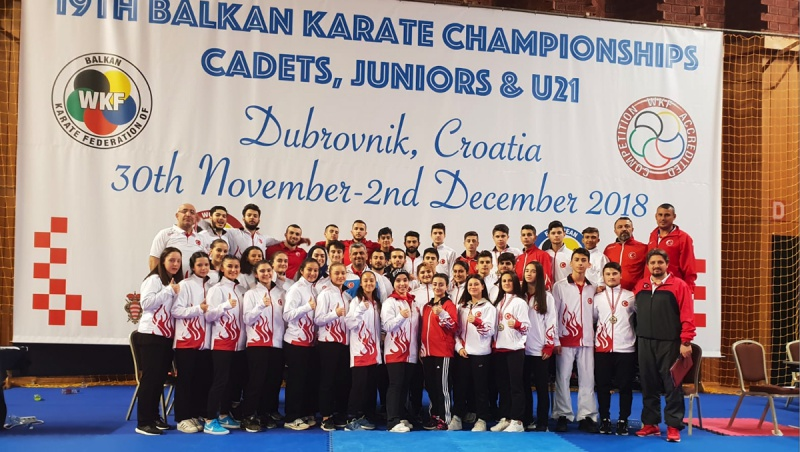 19TH BALKAN KARATE CHAMPIONSHIPS
CADETS, JUNIORS & U21
BALKAN
WKF
KARATE FEDERATION OF
COMPETITION WKF ACCREDITED
Dubrovnik, Croatia
30th November-2nd December 2018